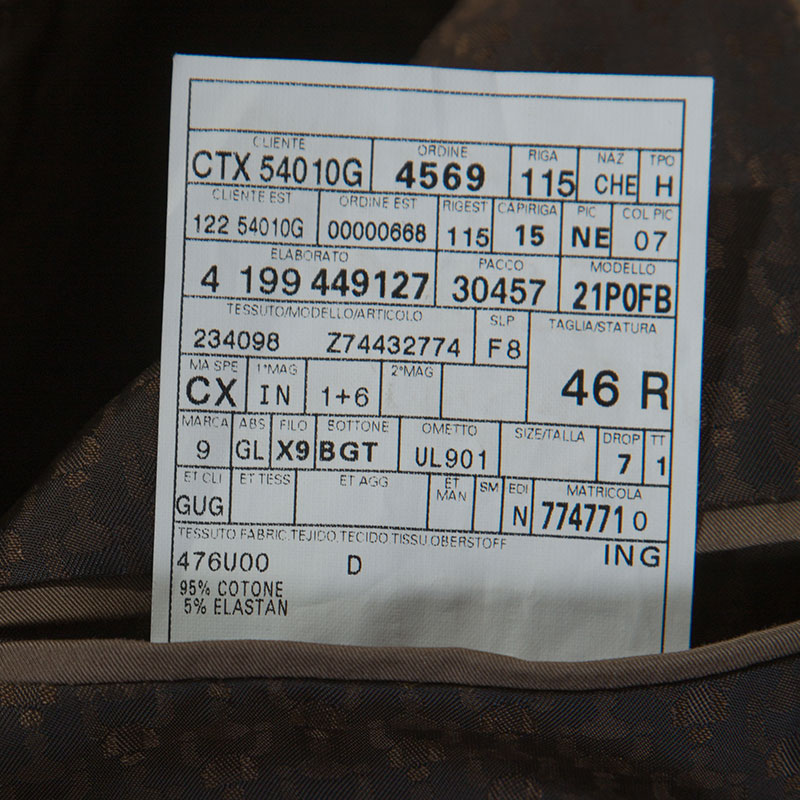 CLIENTE ORDINE RIGA NAZ TPO
CTX 54010G 4569 115 CHE H
CLIENTE EST ORDINE EST RIGEST CAPIRIGA PIC COL PIC
122 54010G 00000668 115 15 NE 07
ELABORATO PACCO MODELLO
4 199 449127 30457 21P0FB
TESSUTO/MODELLO/ARTICOLO SLP TAGLIA/STATURA
234098 Z74432774 F8 46 R
MA SPE 1°MAG 2°MAG
CX IN 1+6
MARCA ABS FILO BOTTONE OMETTO SIZE/TALLA DROP TT
9 GL X9 BGT UL901 7 1
ET CLI ET TESS ET AGG ET MAN SM EDI MATRICOLA
GUG N 774771 0
TESSUTO FABRIC TEJIDO TECIDO TISSU OBERSTOFF ING
476U00 D
95% COTONE
5% ELASTAN